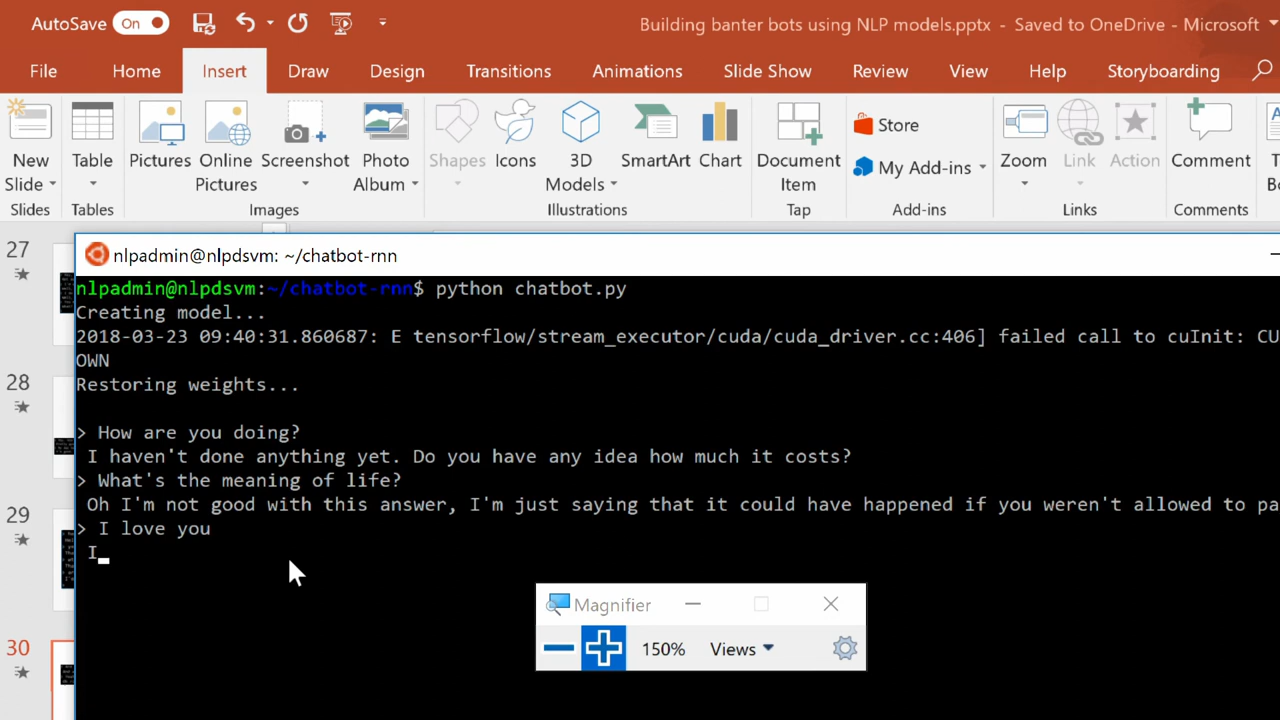 AutoSave On Building banter bots using NLP models.pptx - Saved to OneDrive - Microsoft
File Home Insert Draw Design Transitions Animations Slide Show Review View Help Storyboarding
New Slide Table Pictures Online Pictures Screenshot Photo Album Shapes Icons 3D Models SmartArt Chart Document Item Store My Add-ins Zoom Link Action Comment
Slides Tables Images Illustrations Tap Add-ins Links Comments
27
28
29
30
nlpadmin@nlpdsvm: ~/chatbot-rnn
nlpadmin@nlpdsvm:~/chatbot-rnn$ python chatbot.py
Creating model...
2018-03-23 09:40:31.860687: E tensorflow/stream_executor/cuda/cuda_driver.cc:406] failed call to cuInit: CU
OWN
Restoring weights...
> How are you doing?
I haven't done anything yet. Do you have any idea how much it costs?
> What's the meaning of life?
Oh I'm not good with this answer, I'm just saying that it could have happened if you weren't allowed to pa
> I love you
I_
Magnifier
150% Views